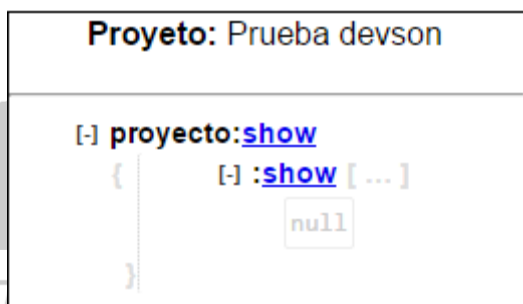 Proyeto: Prueba devson
[-] proyecto:show
{ [-] :show [ ... ]
null
}